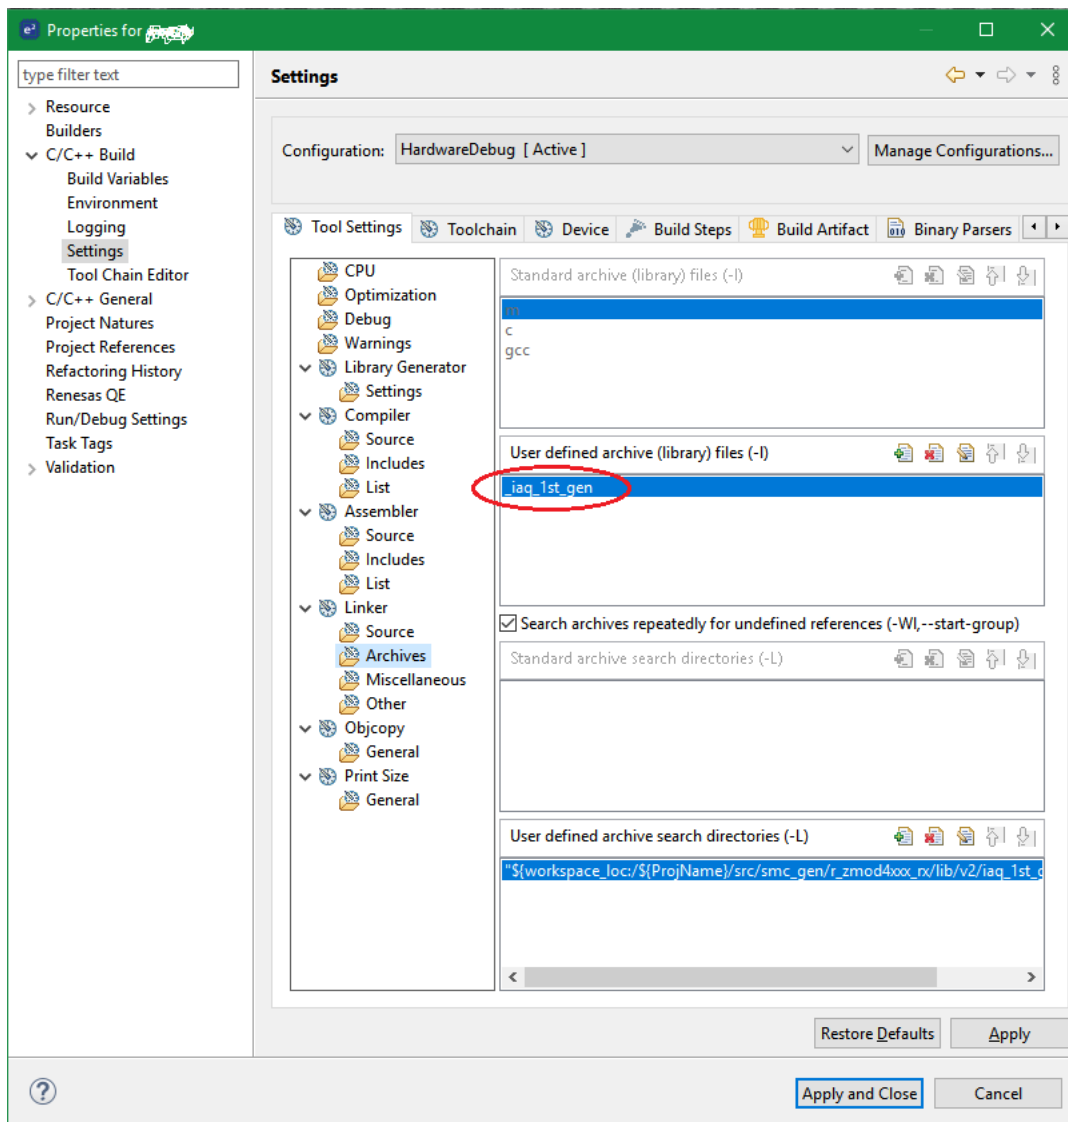 Properties for
type filter text
Resource
Builders
C/C++ Build
Build Variables
Environment
Logging
Settings
Tool Chain Editor
C/C++ General
Project Natures
Project References
Refactoring History
Renesas QE
Run/Debug Settings
Task Tags
Validation
Settings
Configuration: HardwareDebug [ Active ] Manage Configurations...
Tool Settings Toolchain Device Build Steps Build Artifact Binary Parsers
CPU
Optimization
Debug
Warnings
Library Generator
Settings
Compiler
Source
Includes
List
Assembler
Source
Includes
List
Linker
Source
Archives
Miscellaneous
Other
Objcopy
General
Print Size
General
Standard archive (library) files (-l)
m
c
gcc
User defined archive (library) files (-l)
_iaq_1st_gen
Search archives repeatedly for undefined references (-Wl,--start-group)
Standard archive search directories (-L)
User defined archive search directories (-L)
"${workspace_loc:/${ProjName}/src/smc_gen/r_zmod4xxx_rx/lib/v2/iaq_1st_g
Restore Defaults Apply
Apply and Close Cancel